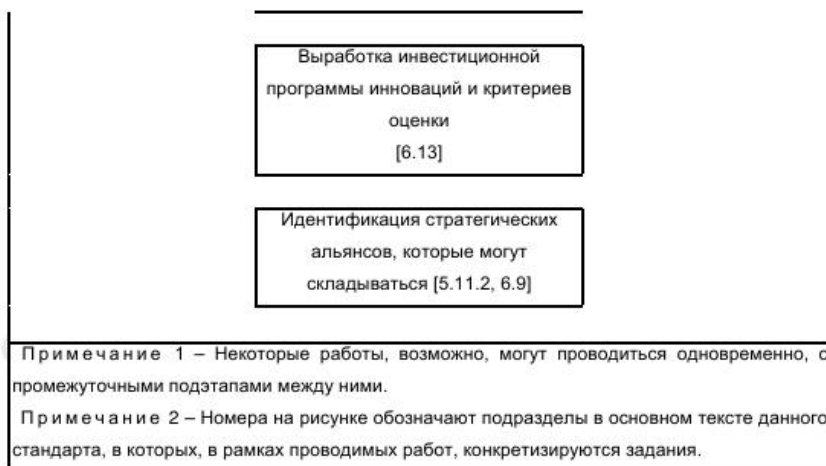 Выработка инвестиционной
программы инноваций и критериев
оценки
[6.13]
Идентификация стратегических
альянсов, которые могут
складываться [5.11.2, 6.9]
Примечание 1 – Некоторые работы, возможно, могут проводиться одновременно, с
промежуточными подэтапами между ними.
Примечание 2 – Номера на рисунке обозначают подразделы в основном тексте данного
стандарта, в которых, в рамках проводимых работ, конкретизируются задания.